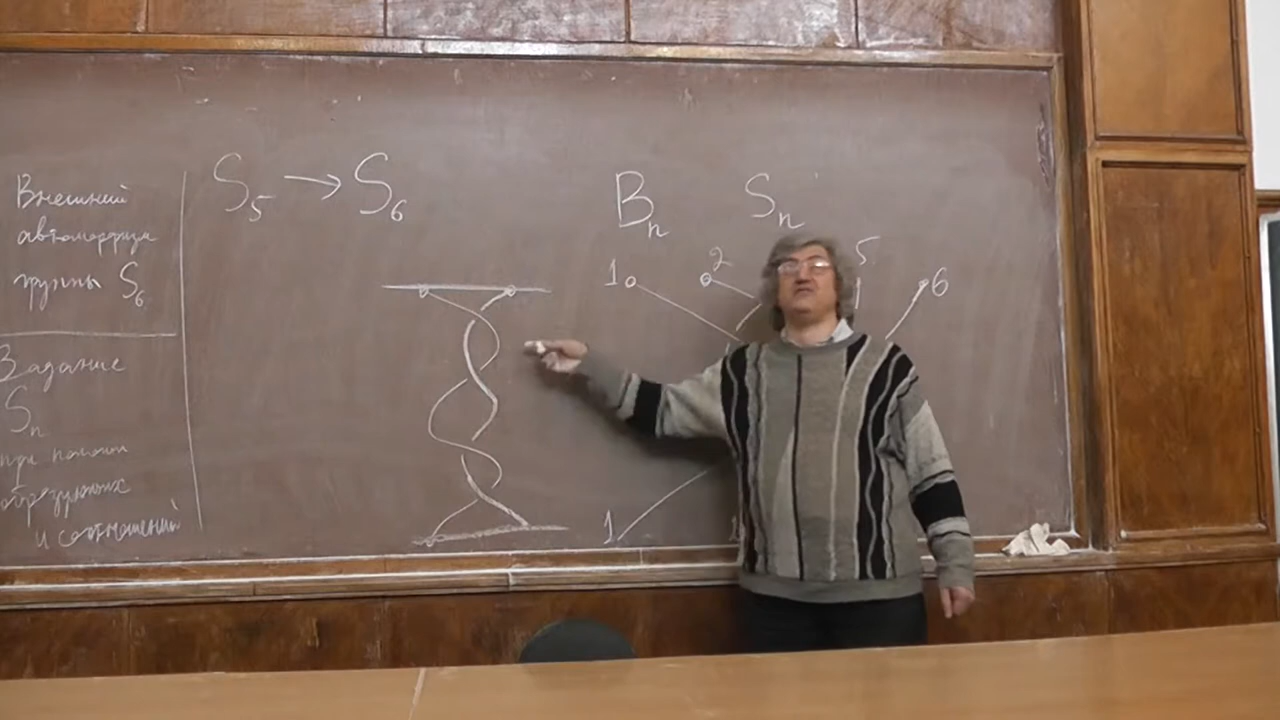 Внешний
автоморфизм
группы S₆
Задание
Sₙ
при помощи
образующих
и соотношений
S₅ → S₆
Bₙ Sₙ
1 2 5 6
1